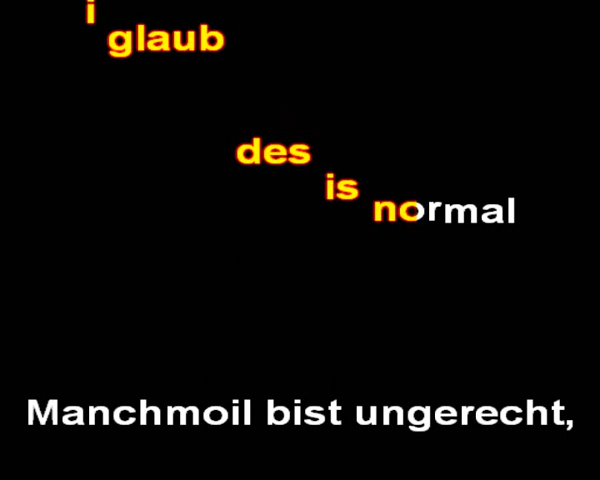 i
glaub
des
is
normal
Manchmoil bist ungerecht,